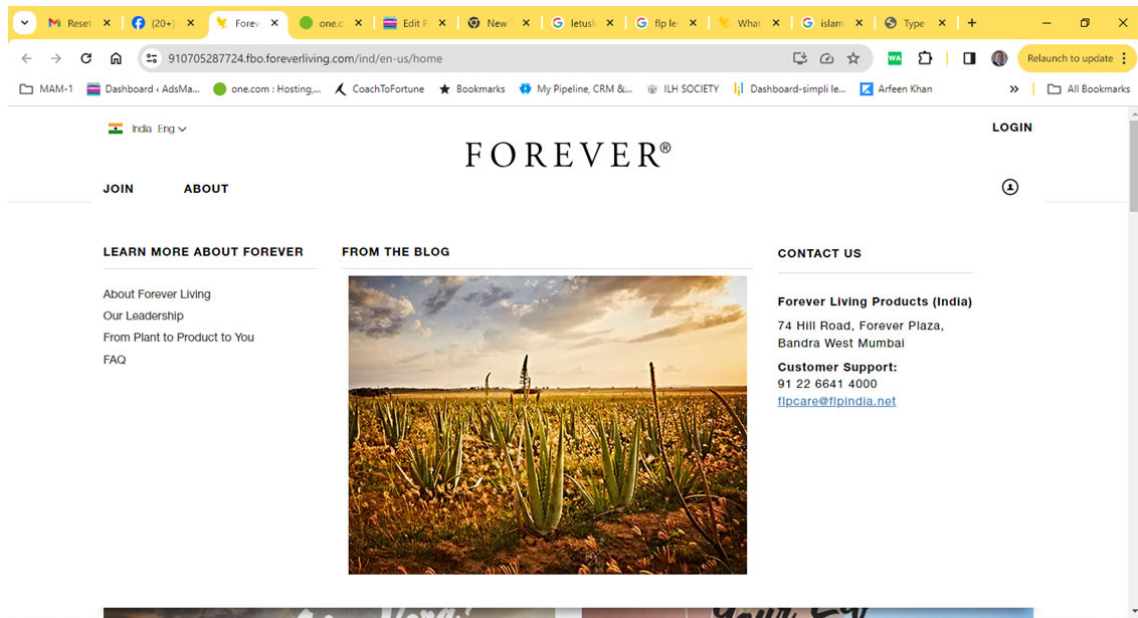 Reset
(20+)
Forev
one.c
Edit P
New
letusl
flp le
What
islam
Type
910705287724.fbo.foreverliving.com/ind/en-us/home
WA
Relaunch to update
MAM-1
Dashboard ‹ AdsMa...
one.com : Hosting,...
CoachToFortune
Bookmarks
My Pipeline, CRM &...
ILH SOCIETY
Dashboard-simpli le...
Arfeen Khan
»
All Bookmarks
India Eng
LOGIN
FOREVER®
JOIN
ABOUT
LEARN MORE ABOUT FOREVER
About Forever Living
Our Leadership
From Plant to Product to You
FAQ
FROM THE BLOG
CONTACT US
Forever Living Products (India)
74 Hill Road, Forever Plaza,
Bandra West Mumbai
Customer Support:
91 22 6641 4000
flpcare@flpindia.net